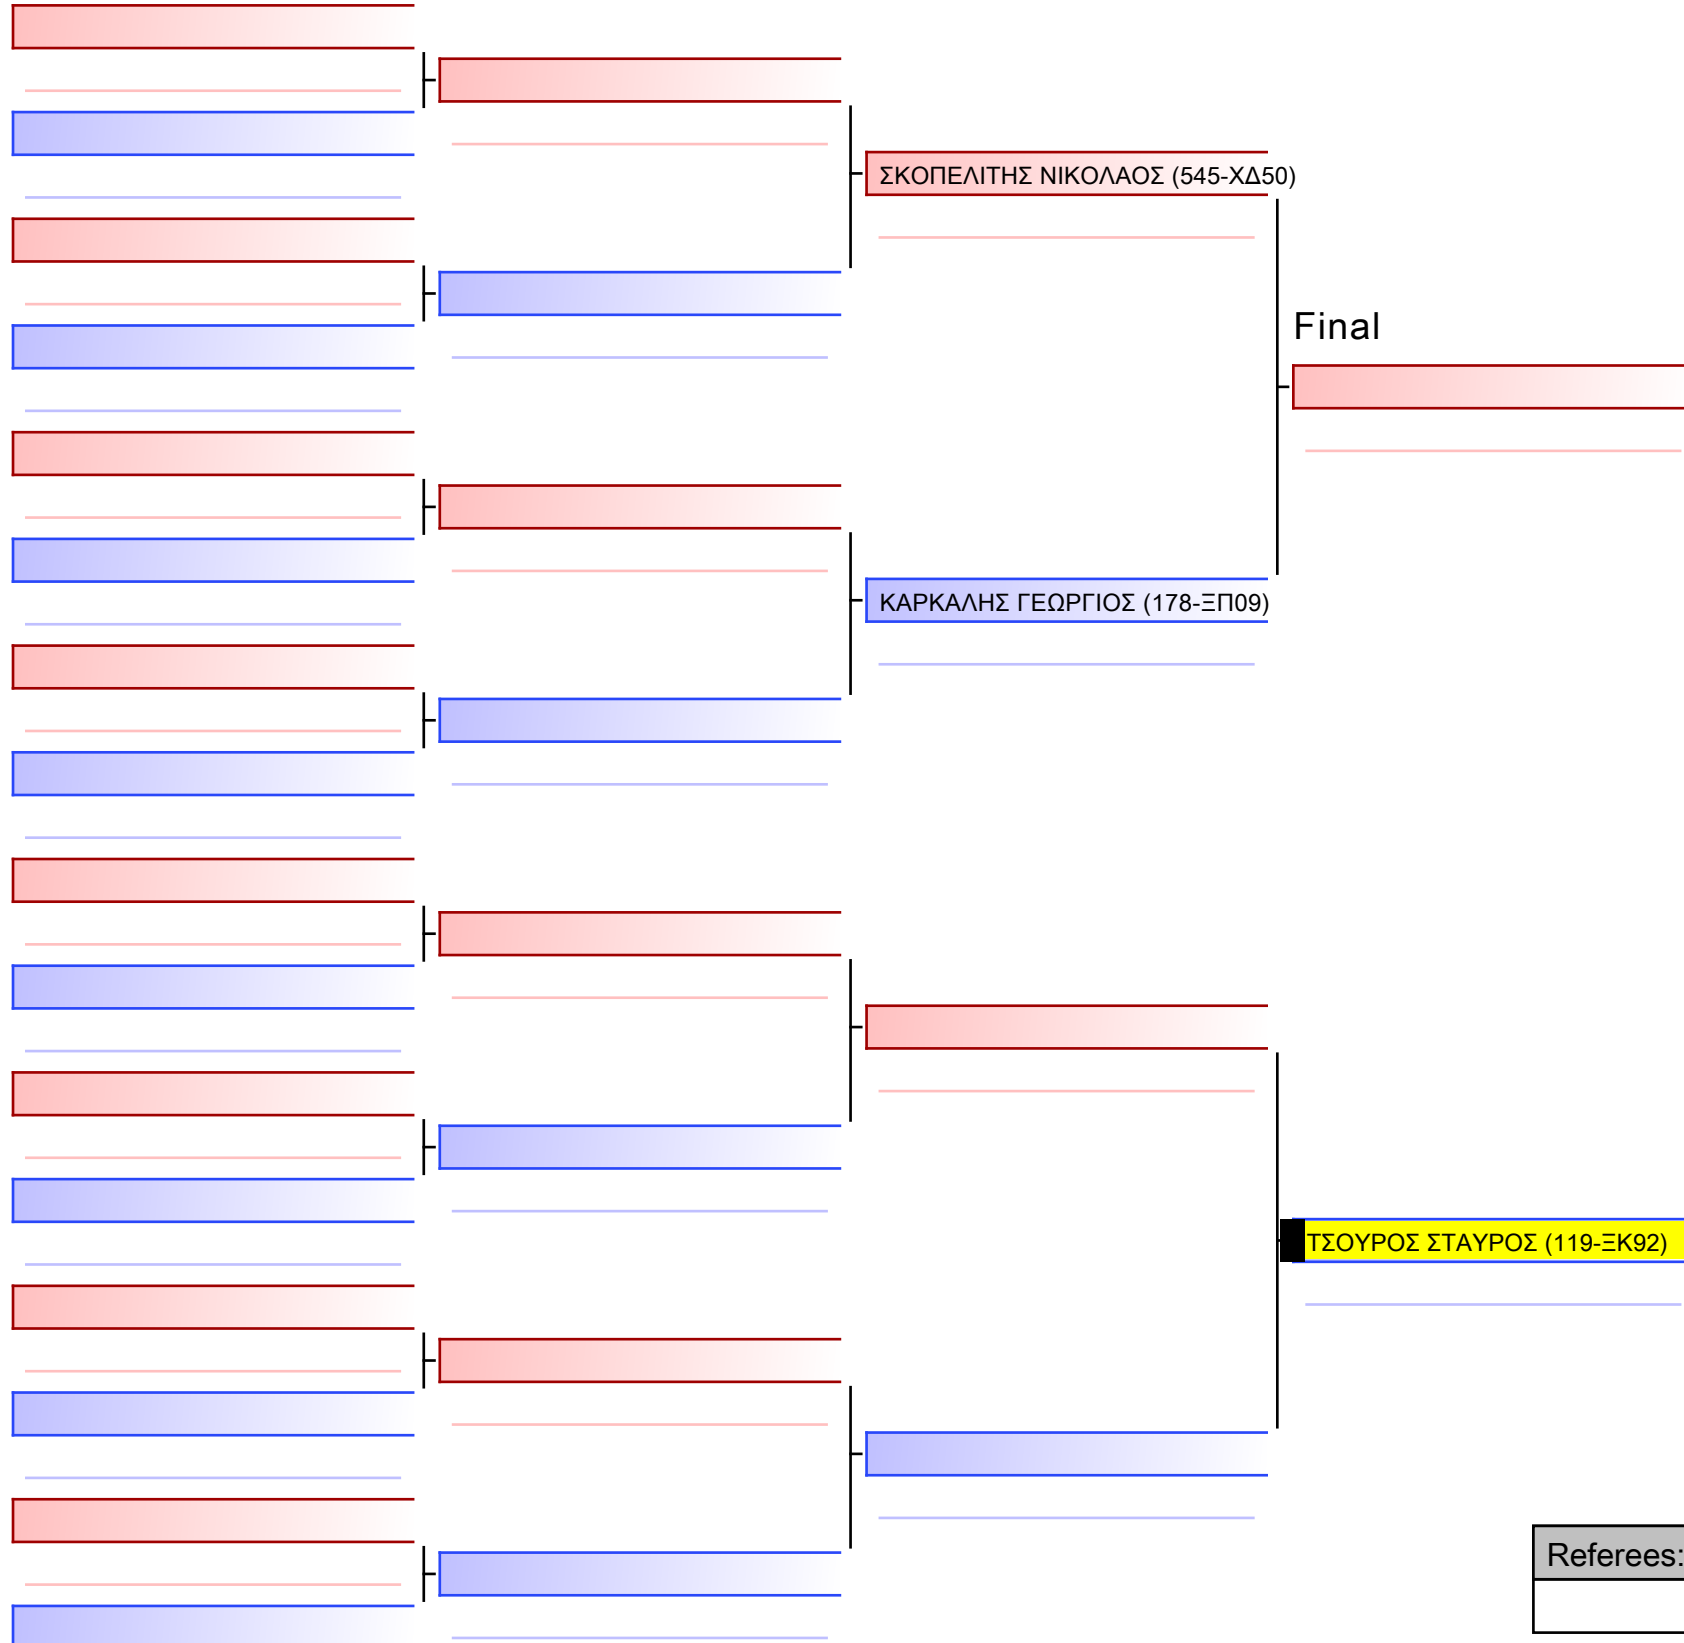 ΣΚΟΠΕΛΙΤΗΣ ΝΙΚΟΛΑΟΣ (545-ΧΔ50)
Final
ΚΑΡΚΑΛΗΣ ΓΕΩΡΓΙΟΣ (178-ΞΠ09)
ΤΣΟΥΡΟΣ ΣΤΑΥΡΟΣ (119-ΞΚ92)
Referees: